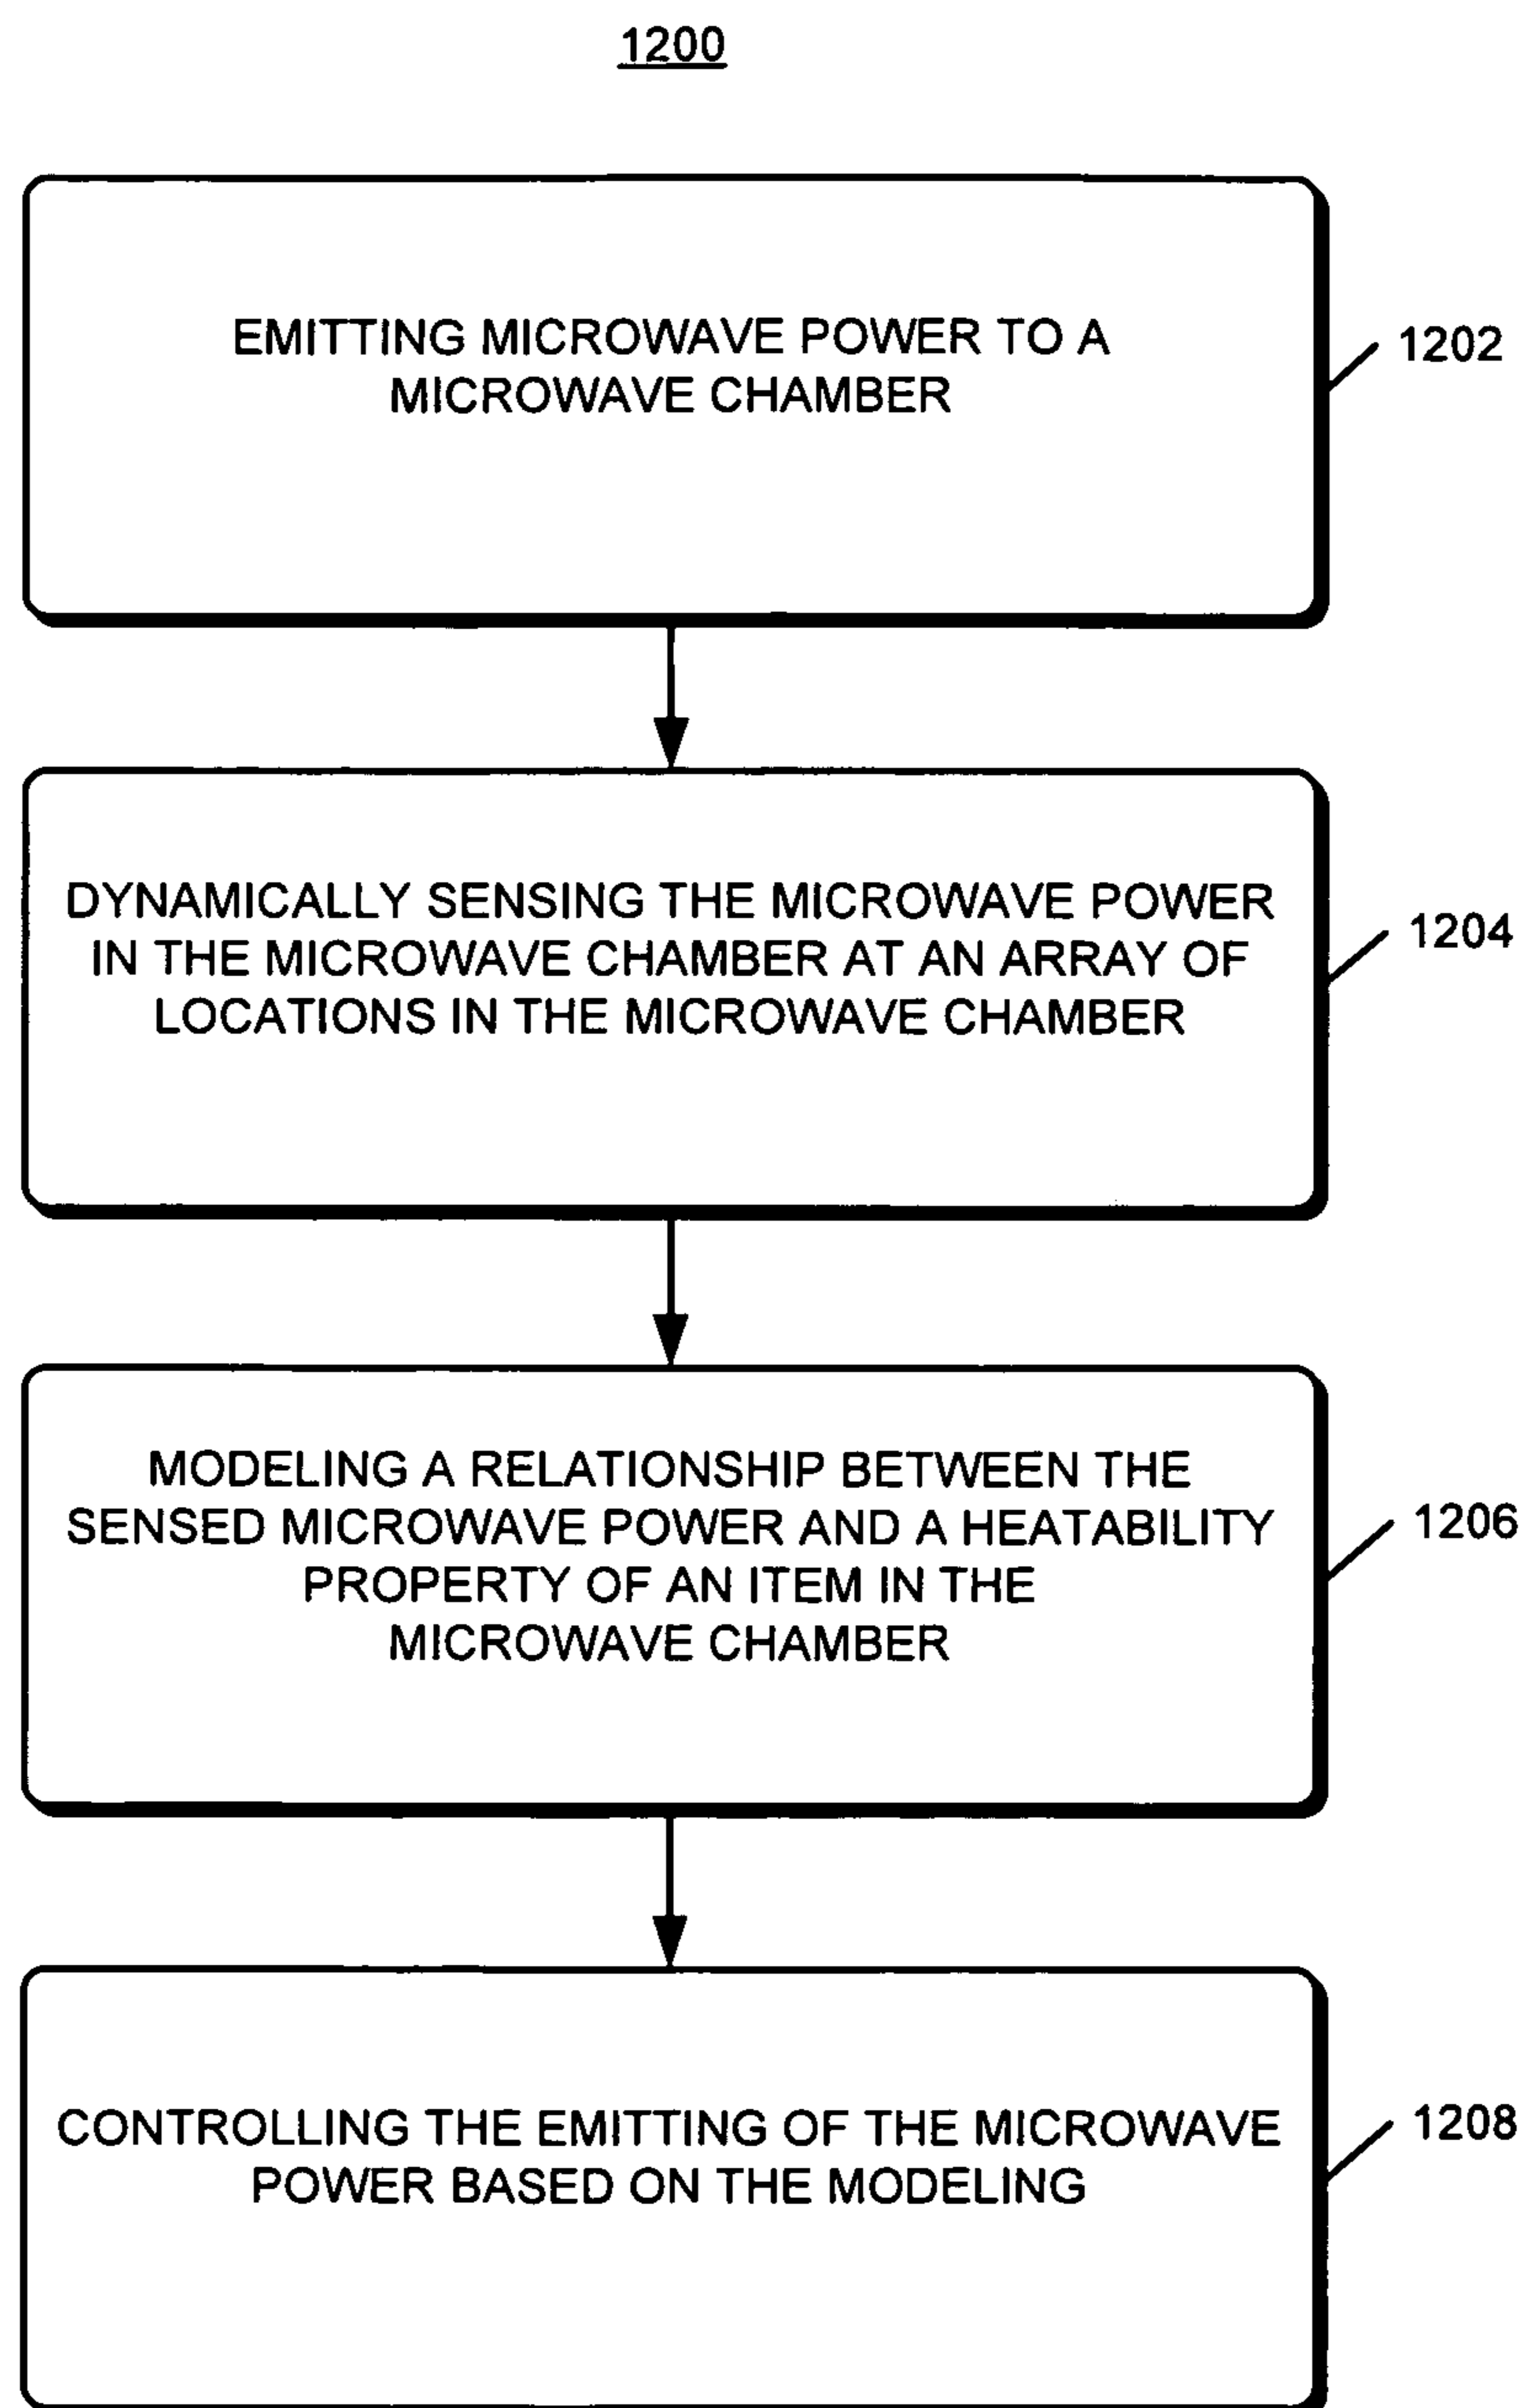 1200
EMITTING MICROWAVE POWER TO A
MICROWAVE CHAMBER
1202
DYNAMICALLY SENSING THE MICROWAVE POWER
IN THE MICROWAVE CHAMBER AT AN ARRAY OF
LOCATIONS IN THE MICROWAVE CHAMBER
1204
MODELING A RELATIONSHIP BETWEEN THE
SENSED MICROWAVE POWER AND A HEATABILITY
PROPERTY OF AN ITEM IN THE
MICROWAVE CHAMBER
1206
CONTROLLING THE EMITTING OF THE MICROWAVE
POWER BASED ON THE MODELING
1208